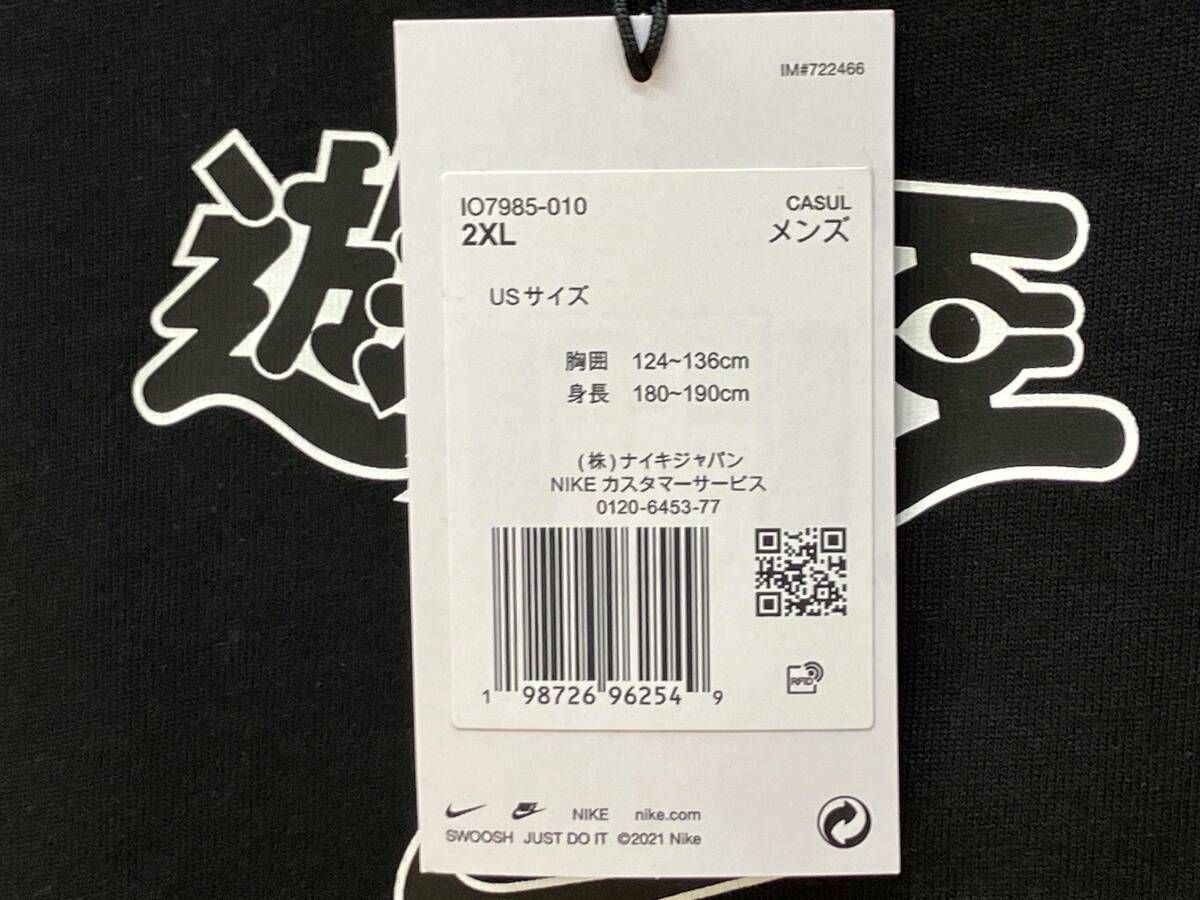 IM#722466
遊 王
IO7985-010 CASUL
2XL メンズ
USサイズ
胸囲 124~136cm
身長 180~190cm
(株)ナイキジャパン
NIKE カスタマーサービス
0120-6453-77
1 98726 96254 9
RFID
NIKE nike.com
SWOOSH JUST DO IT ©2021 Nike